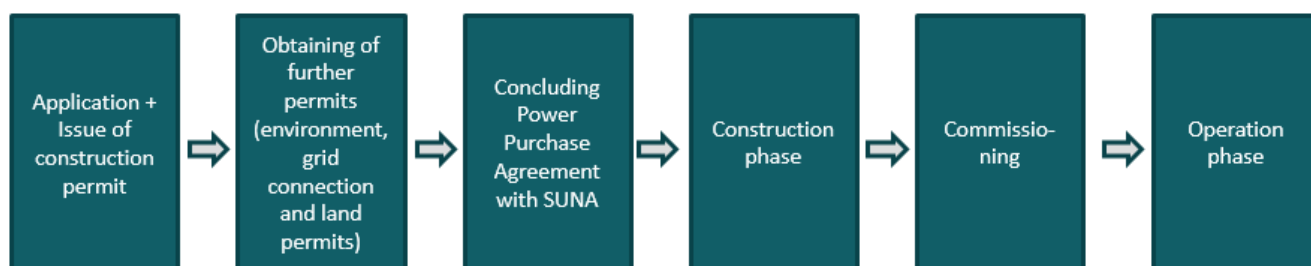 Application +
Issue of
construction
permit
Obtaining of
further
permits
(environment,
grid
connection
and land
permits)
Concluding
Power
Purchase
Agreement
with SUNA
Construction
phase
Commissio-
ning
Operation
phase